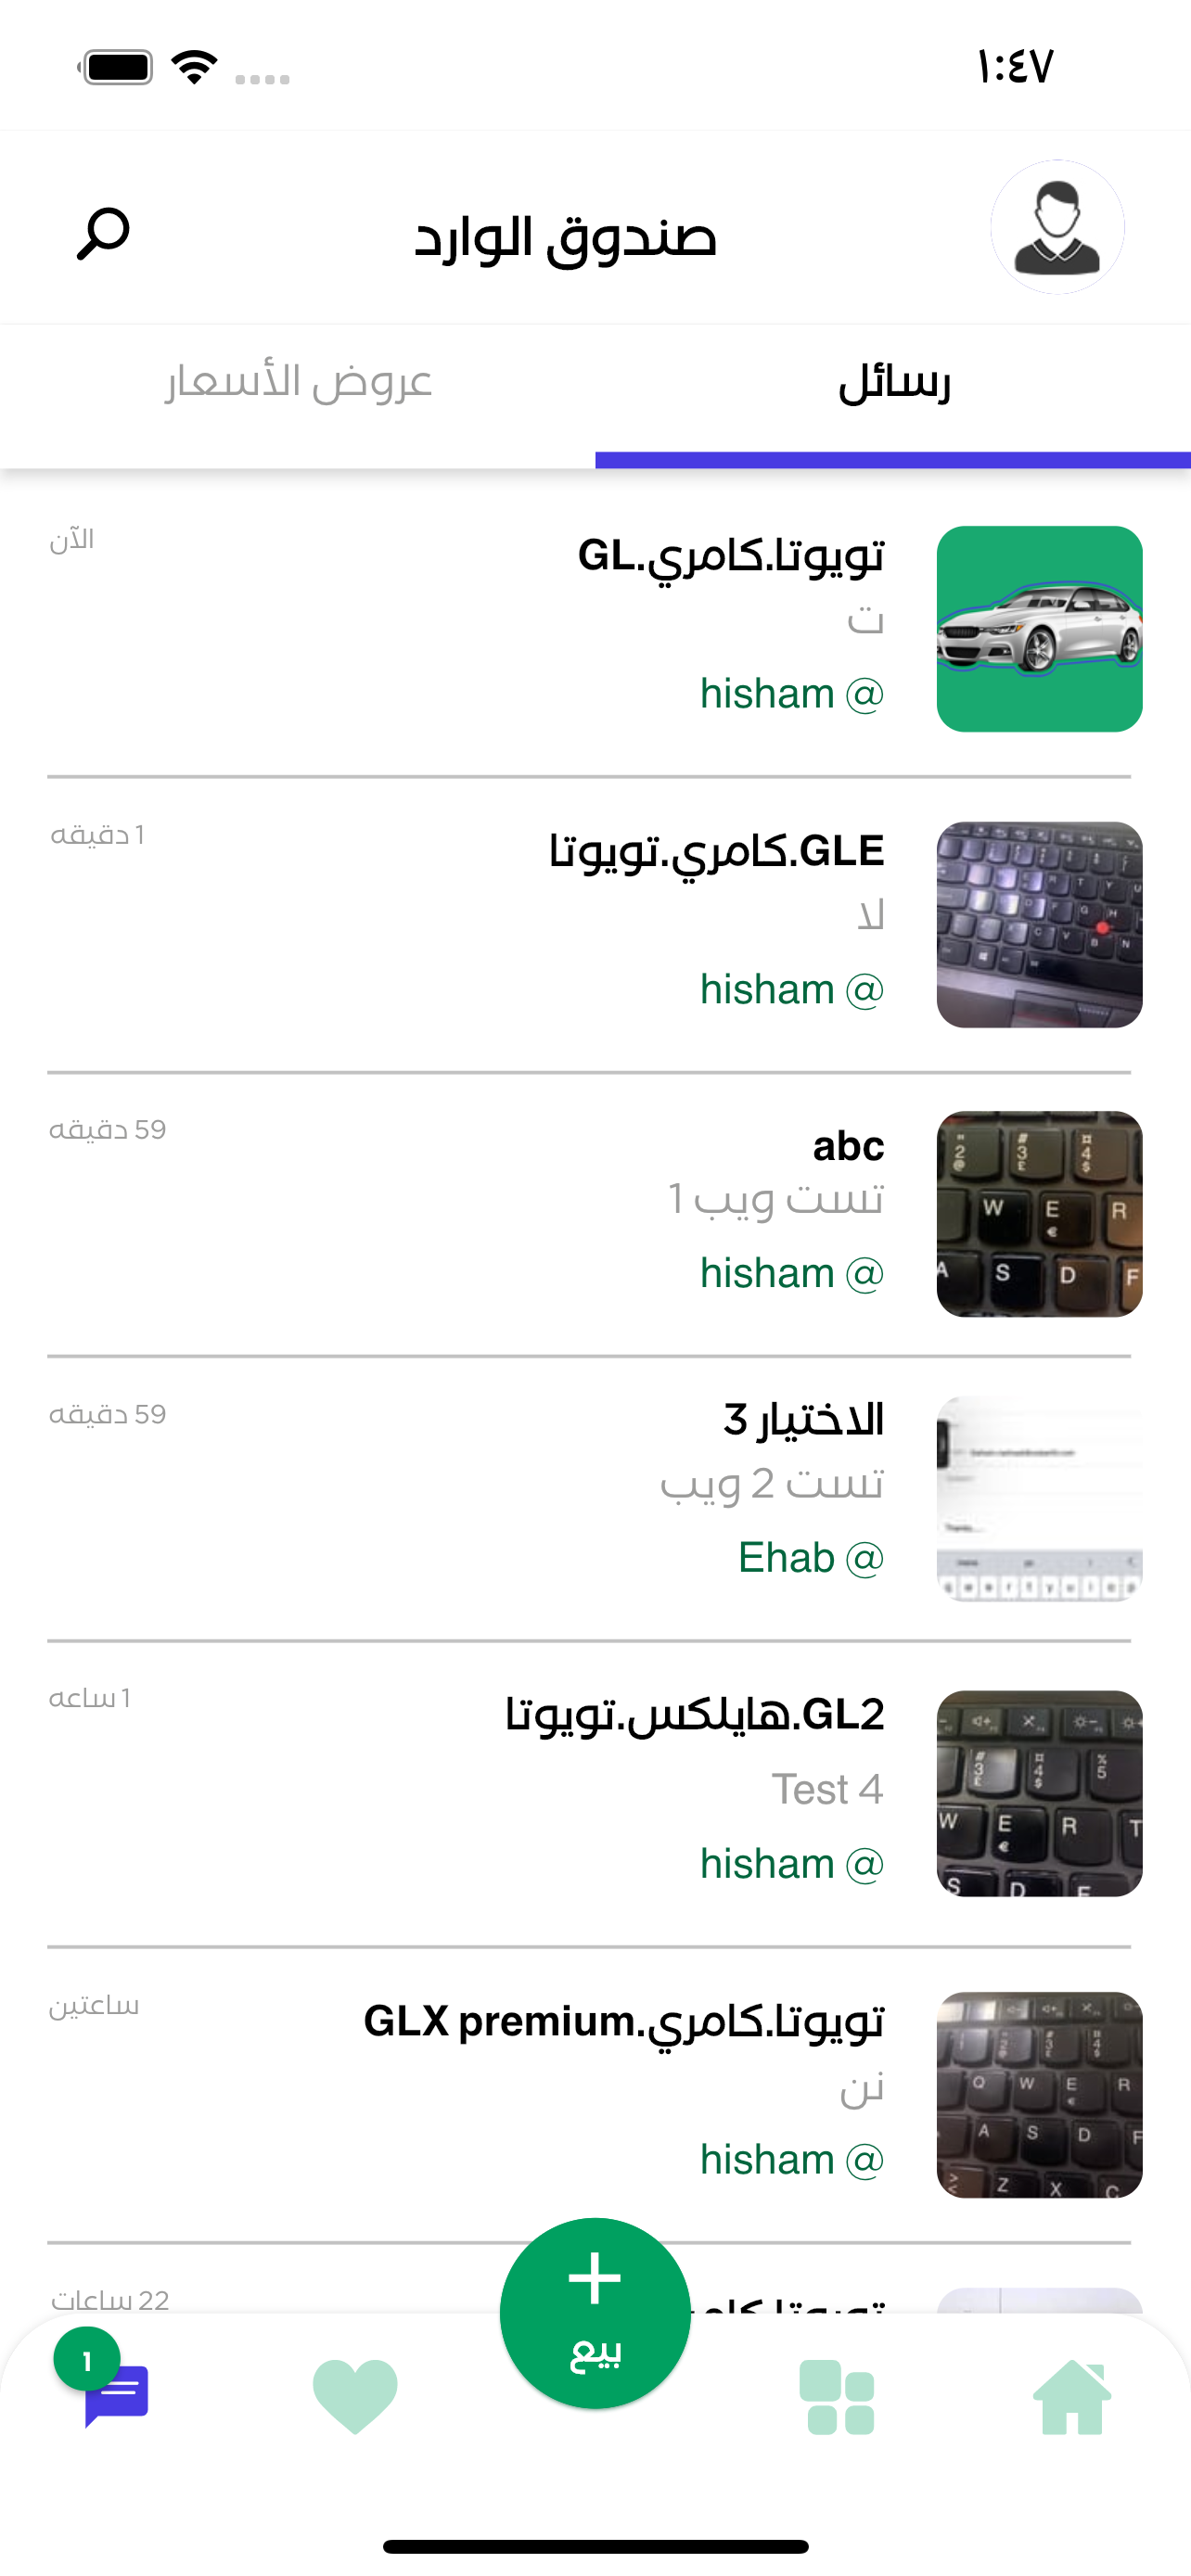 ١:٤٧
صندوق الوارد
رسائل
عروض الأسعار
تويوتا.كامري.GL
الآن
ت
@ hisham
GLE.كامري.تويوتا
1 دقيقه
لا
@ hisham
abc
59 دقيقه
تست ويب 1
@ hisham
الاختيار 3
59 دقيقه
تست 2 ويب
@ Ehab
GL2.هايلكس.تويوتا
1 ساعه
Test 4
@ hisham
تويوتا.كامري.GLX premium
ساعتين
نن
@ hisham
22 ساعات
بيع
1